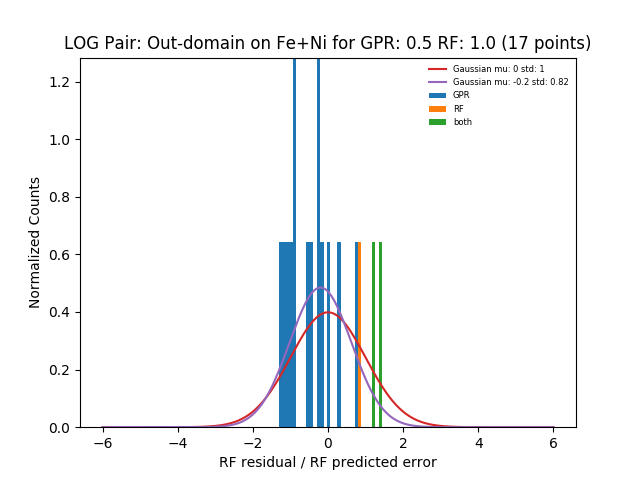 LOG Pair: Out-domain on Fe+Ni for GPR: 0.5 RF: 1.0 (17 points)
Gaussian mu: 0 std: 1
Gaussian mu: -0.2 std: 0.82
GPR
RF
both
Normalized Counts
1.2
1.0
0.8
0.6
0.4
0.2
0.0
−6 −4 −2 0 2 4 6
RF residual / RF predicted error